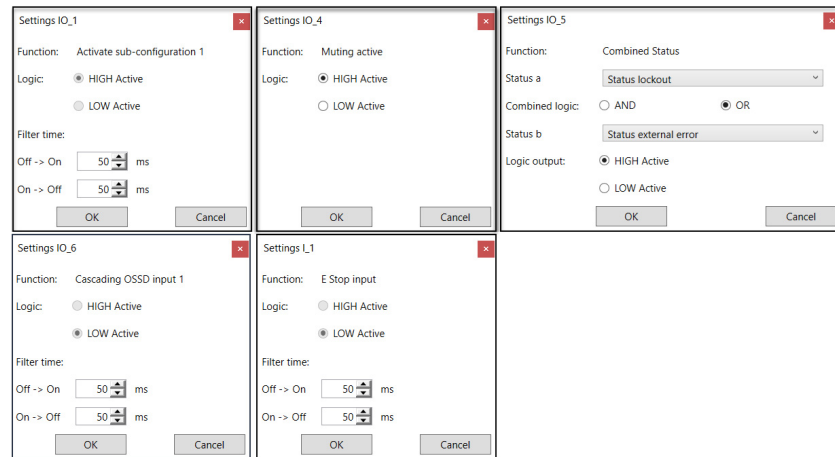 Settings IO_1
×
Function: Activate sub-configuration 1
Logic: HIGH Active
LOW Active
Filter time:
Off -> On 50 ms
On -> Off 50 ms
OK Cancel
Settings IO_4
×
Function: Muting active
Logic: HIGH Active
LOW Active
OK Cancel
Settings IO_5
×
Function: Combined Status
Status a Status lockout
Combined logic: AND OR
Status b Status external error
Logic output: HIGH Active
LOW Active
OK Cancel
Settings IO_6
×
Function: Cascading OSSD input 1
Logic: HIGH Active
LOW Active
Filter time:
Off -> On 50 ms
On -> Off 50 ms
OK Cancel
Settings I_1
×
Function: E Stop input
Logic: HIGH Active
LOW Active
Filter time:
Off -> On 50 ms
On -> Off 50 ms
OK Cancel